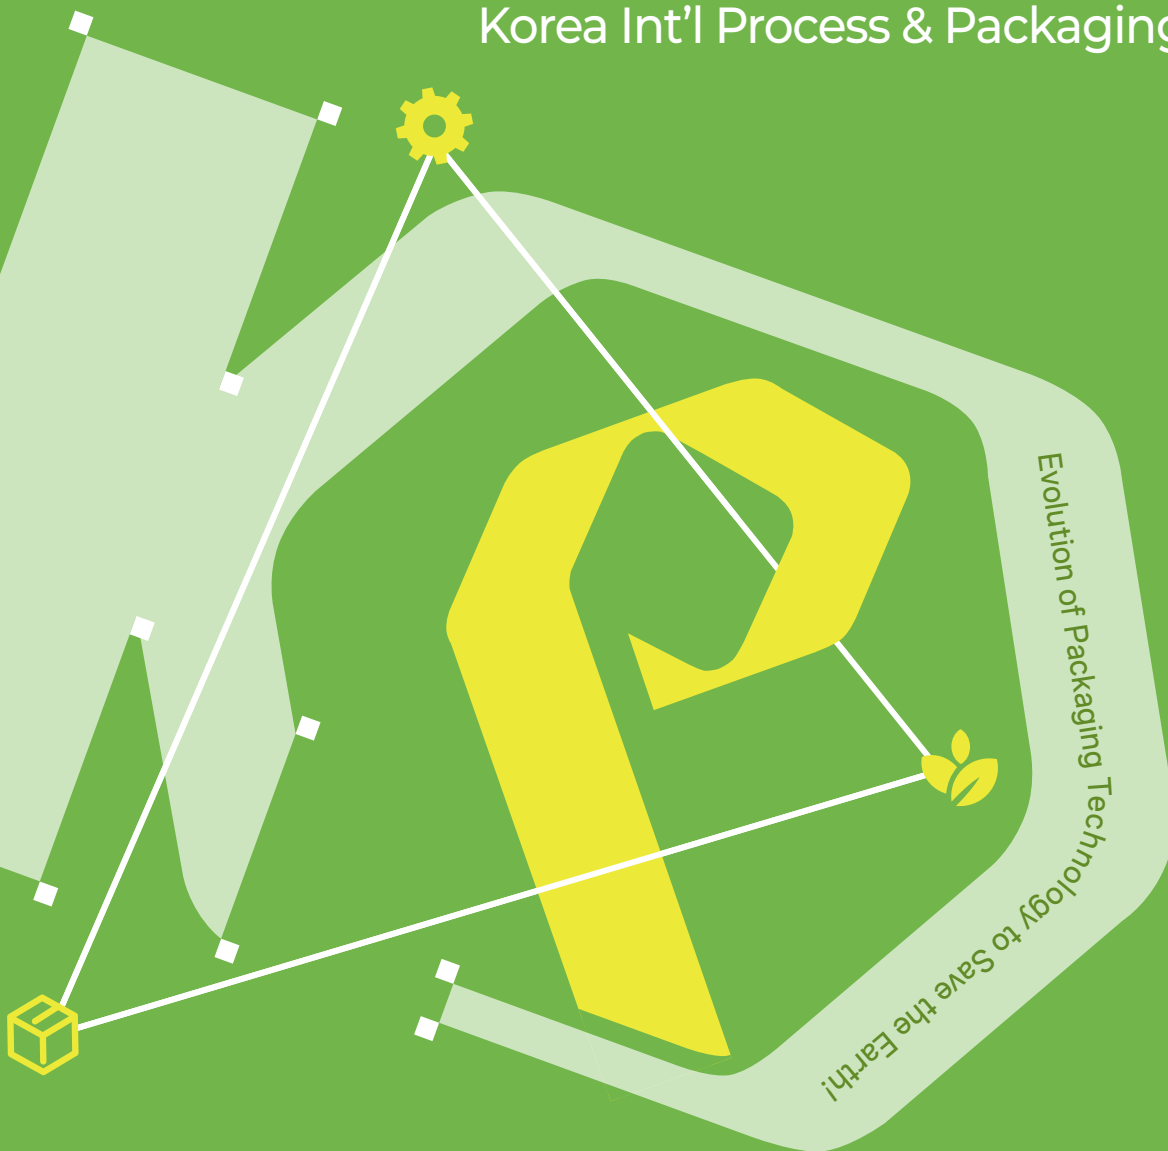 Korea Int'l Process & Packaging
Evolution of Packaging Technology to Save the Earth!